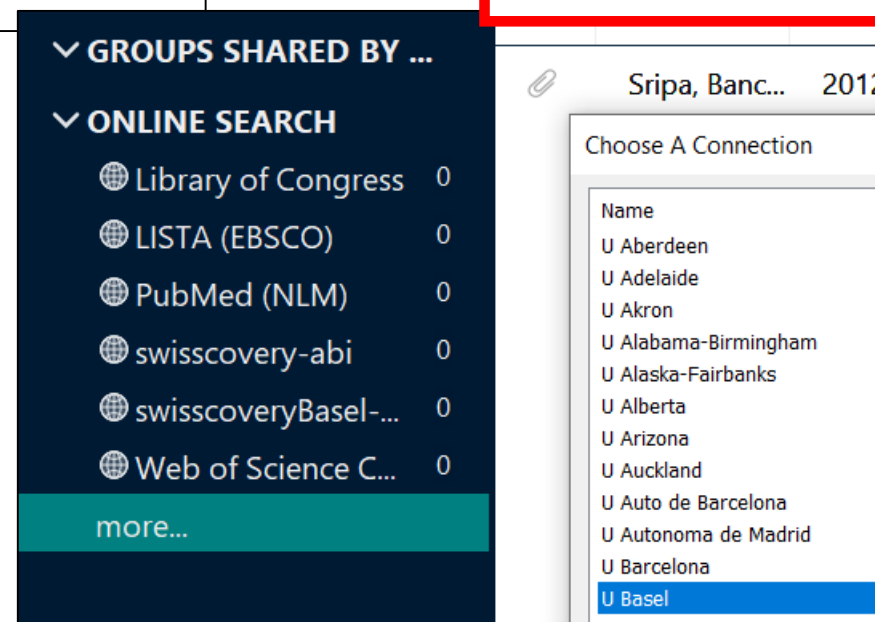 GROUPS SHARED BY ...
ONLINE SEARCH
Library of Congress 0
LISTA (EBSCO) 0
PubMed (NLM) 0
swisscovery-abi 0
swisscoveryBasel-... 0
Web of Science C... 0
more...
Sripa, Banc... 2012
Choose A Connection
Name
U Aberdeen
U Adelaide
U Akron
U Alabama-Birmingham
U Alaska-Fairbanks
U Alberta
U Arizona
U Auckland
U Auto de Barcelona
U Autonoma de Madrid
U Barcelona
U Basel